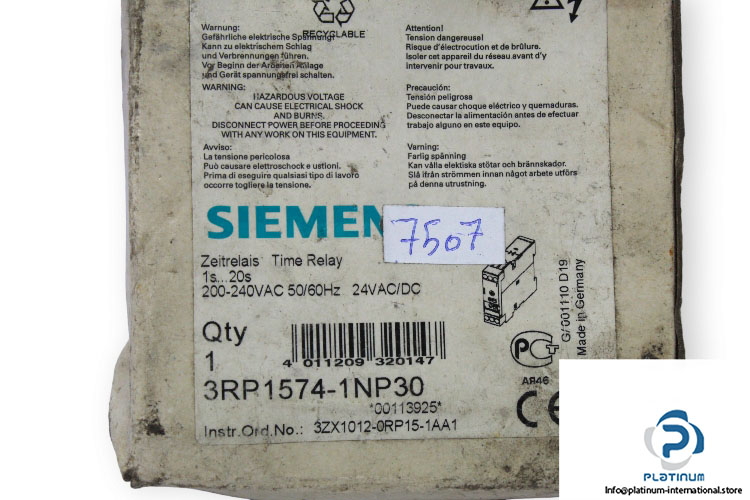 RECYCLABLE
Warnung:
Gefährliche elektrische Spannung!
Kann zu elektrischem Schlag
und Verbrennungen führen.
Vor Beginn der Arbeiten Anlage
und Gerät spannungsfrei schalten.
WARNING:
HAZARDOUS VOLTAGE
CAN CAUSE ELECTRICAL SHOCK
AND BURNS.
DISCONNECT POWER BEFORE PROCEEDING
WITH ANY WORK ON THIS EQUIPMENT.
Avviso:
La tensione pericolosa
Può causare elettroschock e ustioni.
Prima di eseguire qualsiasi tipo di lavoro
occorre togliere la tensione.
Attention!
Tension dangereuse!
Risque d'électrocution et de brûlure.
Isoler cet appareil du réseau avant d'y
intervenir pour travaux.
Precaución:
Tensión peligrosa
Puede causar choque eléctrico y quemaduras.
Desconectar la alimentación antes de efectuar
trabajo alguno en este equipo.
Varning:
Farlig spänning
Kan vålla elektiska stötar och brännskador.
Slå ifrån strömmen innan något arbete utförs
på denna utrustning.
SIEMEN
7507
Zeitrelais Time Relay
1s...20s
200-240VAC 50/60Hz 24VAC/DC
Qty
1
4 011209 320147
3RP1574-1NP30
*00113925*
Instr.Ord.No.: 3ZX1012-0RP15-1AA1
G/001110 D19
Made in Germany
PC+
AЯ46
CE
PLATINUM
Info@platinum-international.store